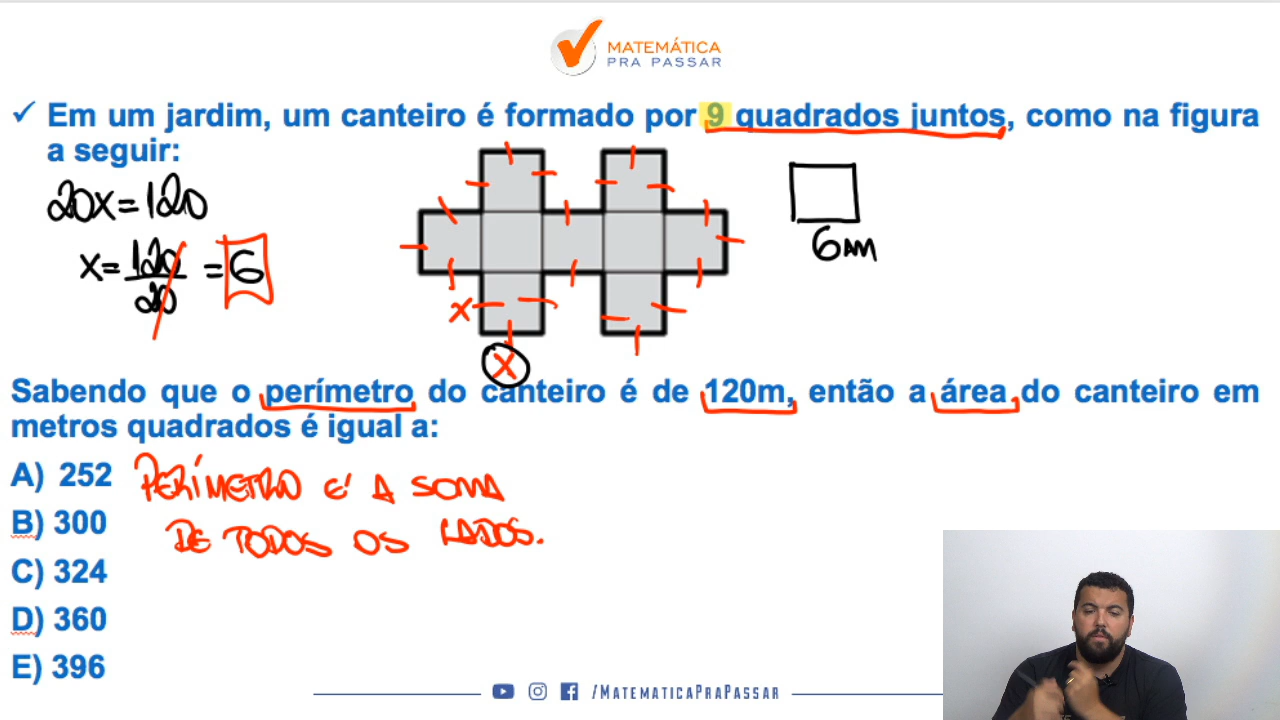 MATEMÁTICA
PRA PASSAR
✓ Em um jardim, um canteiro é formado por 9 quadrados juntos, como na figura
a seguir:
20x=120
x=120/20=6
6
x
x
Sabendo que o perímetro do canteiro é de 120m, então a área do canteiro em
metros quadrados é igual a:
A) 252
PERÍMETRO É A SOMA
B) 300
DE TODOS OS LADOS.
C) 324
D) 360
E) 396
/MatematicaPraPassar